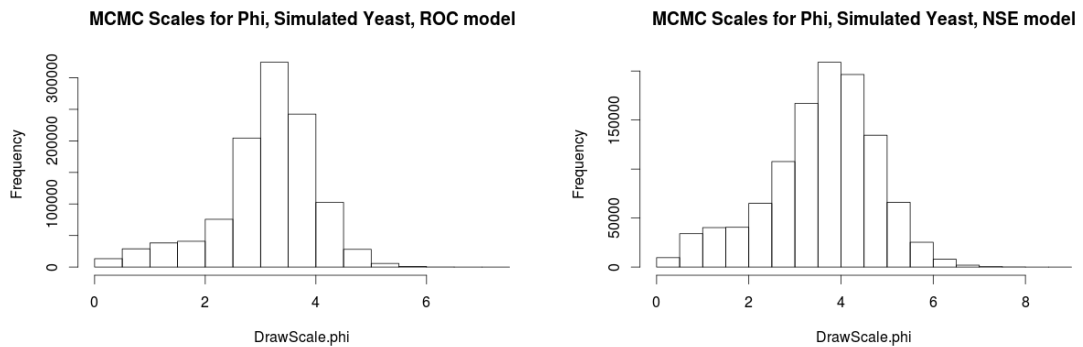 MCMC Scales for Phi, Simulated Yeast, ROC model
Frequency
300000
200000
100000
0
0 2 4 6
DrawScale.phi
MCMC Scales for Phi, Simulated Yeast, NSE model
Frequency
150000
50000
0
0 2 4 6 8
DrawScale.phi